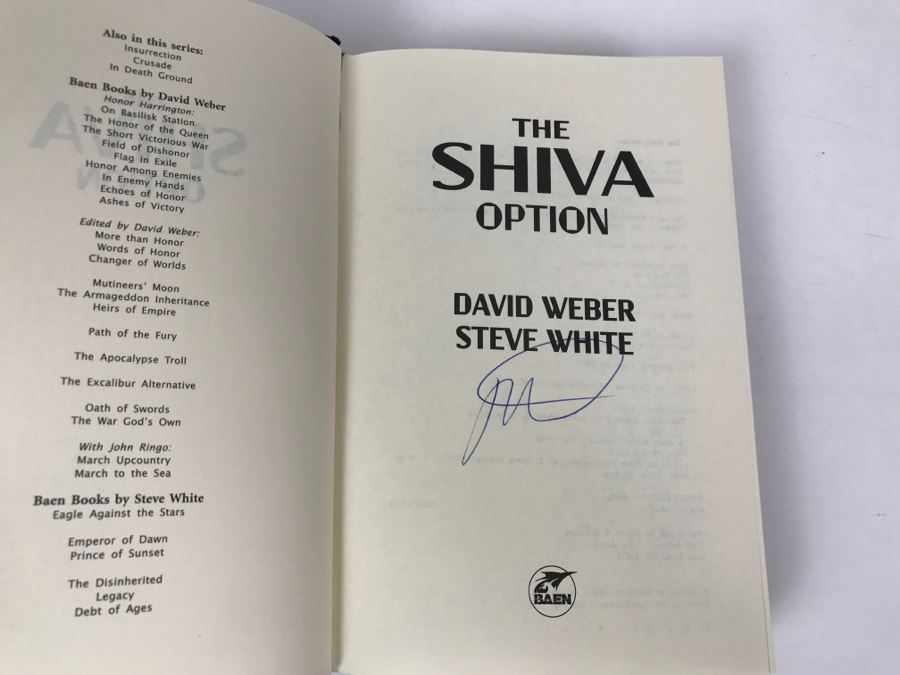 Also in this series:
Insurrection
Crusade
In Death Ground
Baen Books by David Weber
Honor Harrington:
On Basilisk Station
The Honor of the Queen
The Short Victorious War
Field of Dishonor
Flag in Exile
Honor Among Enemies
In Enemy Hands
Echoes of Honor
Ashes of Victory
Edited by David Weber:
More than Honor
Words of Honor
Changer of Worlds
Mutineers' Moon
The Armageddon Inheritance
Heirs of Empire
Path of the Fury
The Apocalypse Troll
The Excalibur Alternative
Oath of Swords
The War God's Own
With John Ringo:
March Upcountry
March to the Sea
Baen Books by Steve White
Eagle Against the Stars
Emperor of Dawn
Prince of Sunset
The Disinherited
Legacy
Debt of Ages
THE
SHIVA
OPTION
DAVID WEBER
STEVE WHITE
BAEN